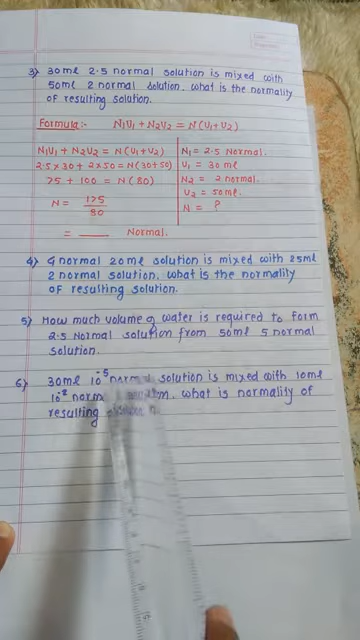 3) 30ml 2.5 normal solution is mixed with
50ml 2 normal solution. What is the normality
of resulting solution.
Formula: N1V1 + N2V2 = N(V1+V2)
N1V1 + N2V2 = N(V1+V2)
2.5×30 + 2×50 = N(30+50)
75 + 100 = N(80)
N = 175/80
= ____ Normal.
N1 = 2.5 Normal.
V1 = 30 ml
N2 = 2 normal.
V2 = 50ml.
N = ?
4) 4 normal 20ml solution is mixed with 25ml
2 normal solution. What is the normality
of resulting solution.
5) How much volume of water is required to form
2.5 Normal solution from 50ml 5 normal
solution.
6) 30ml 10⁻⁵ normal solution is mixed with 10ml
10⁻² normal. What is normality of
resulting